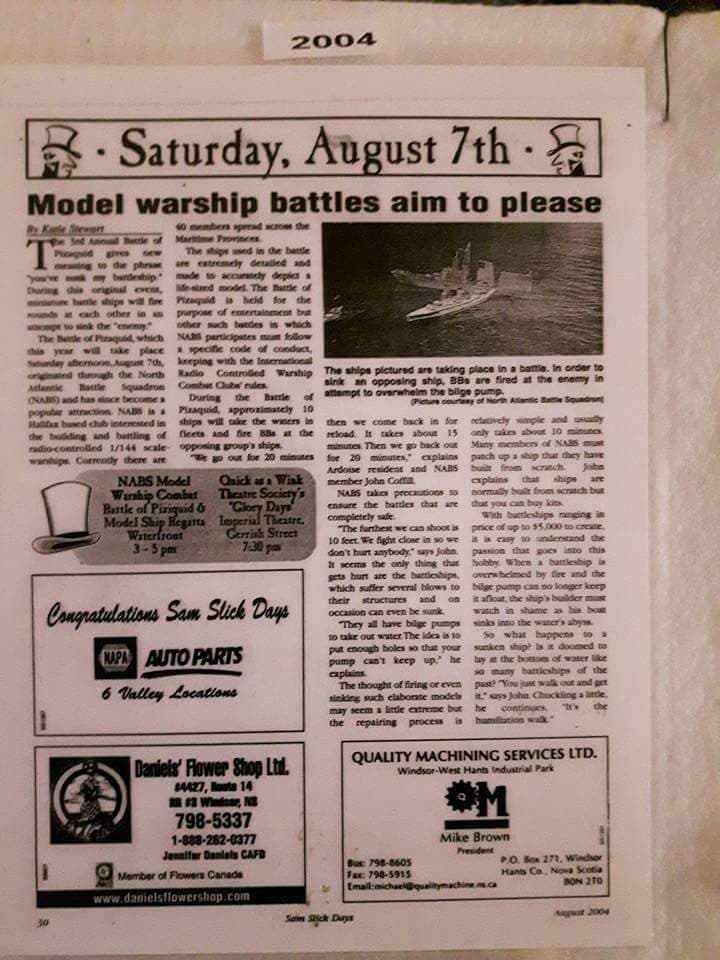 2004
· Saturday, August 7th ·
Model warship battles aim to please
By Katie Stewart
The 3rd Annual Battle of
Pizaquid gives new
meaning to the phrase
"you've sunk my battleship."
During this original event,
miniature battle ships will fire
rounds at each other in an
attempt to sink the "enemy."
The Battle of Pizaquid, which
this year will take place
Saturday afternoon, August 7th,
originated through the North
Atlantic Battle Squadron
(NABS) and has since become a
popular attraction. NABS is a
Halifax based club interested in
the building and battling of
radio-controlled 1/144 scale-
warships. Currently there are
40 members spread across the
Maritime Provinces.
The ships used in the battle
are extremely detailed and
made to accurately depict a
life-sized model. The Battle of
Pizaquid is held for the
purpose of entertainment but
other such battles in which
NABS participates must follow
a specific code of conduct,
keeping with the International
Radio Controlled Warship
Combat Clubs' rules.
During the Battle of
Pizaquid, approximately 10
ships will take the waters in
fleets and fire BBs at the
opposing group's ships.
"We go out for 20 minutes
The ships pictured are taking place in a battle. In order to
sink an opposing ship, BBs are fired at the enemy in
attempt to overwhelm the bilge pump.
(Picture courtesy of North Atlantic Battle Squadron)
then we come back in for
reload. It takes about 15
minutes. Then we go back out
for 20 minutes," explains
Ardoise resident and NABS
member John Coffill.
NABS takes precautions to
ensure the battles that are
completely safe.
"The furthest we can shoot is
10 feet. We fight close in so we
don't hurt anybody," says John.
It seems the only thing that
gets hurt are the battleships,
which suffer several blows to
their structures and on
occasion can even be sunk.
"They all have bilge pumps
to take out water. The idea is to
put enough holes so that your
pump can't keep up," he
explains.
The thought of firing or even
sinking such elaborate models
may seem a little extreme but
the repairing process is
relatively simple and usually
only takes about 10 minutes.
Many members of NABS must
patch up a ship that they have
built from scratch. John
explains that ships are
normally built from scratch but
that you can buy kits.
With battleships ranging in
price of up to $5,000 to create,
it is easy to understand the
passion that goes into this
hobby. When a battleship is
overwhelmed by fire and the
bilge pump can no longer keep
it afloat, the ship's builder must
watch in shame as his boat
sinks into the water's abyss.
So what happens to a
sunken ship? Is it doomed to
lay at the bottom of water like
so many battleships of the
past? "You just walk out and get
it," says John. Chuckling a little,
he continues, "It's the
humiliation walk."
NABS Model
Warship Combat
Battle of Piziquid &
Model Ship Regatta
Waterfront
3 - 5 pm
Quick as a Wink
Theatre Society's
"Glory Days"
Imperial Theatre,
Gerrish Street
7:30 pm
Congratulations Sam Slick Days
NAPA AUTO PARTS
6 Valley Locations
Daniels' Flower Shop Ltd.
#4427, Route 14
RR #3 Windsor, NS
798-5337
1-888-262-0377
Jennifer Daniels CAFD
Member of Flowers Canada
www.danielsflowershop.com
QUALITY MACHINING SERVICES LTD.
Windsor-West Hants Industrial Park
M
Mike Brown
President
Bus: 798-8605
Fax: 798-5915
Email:michael@qualitymachine.ns.ca
P.O. Box 271, Windsor
Hants Co., Nova Scotia
B0N 2T0
30
Sam Slick Days
August 2004